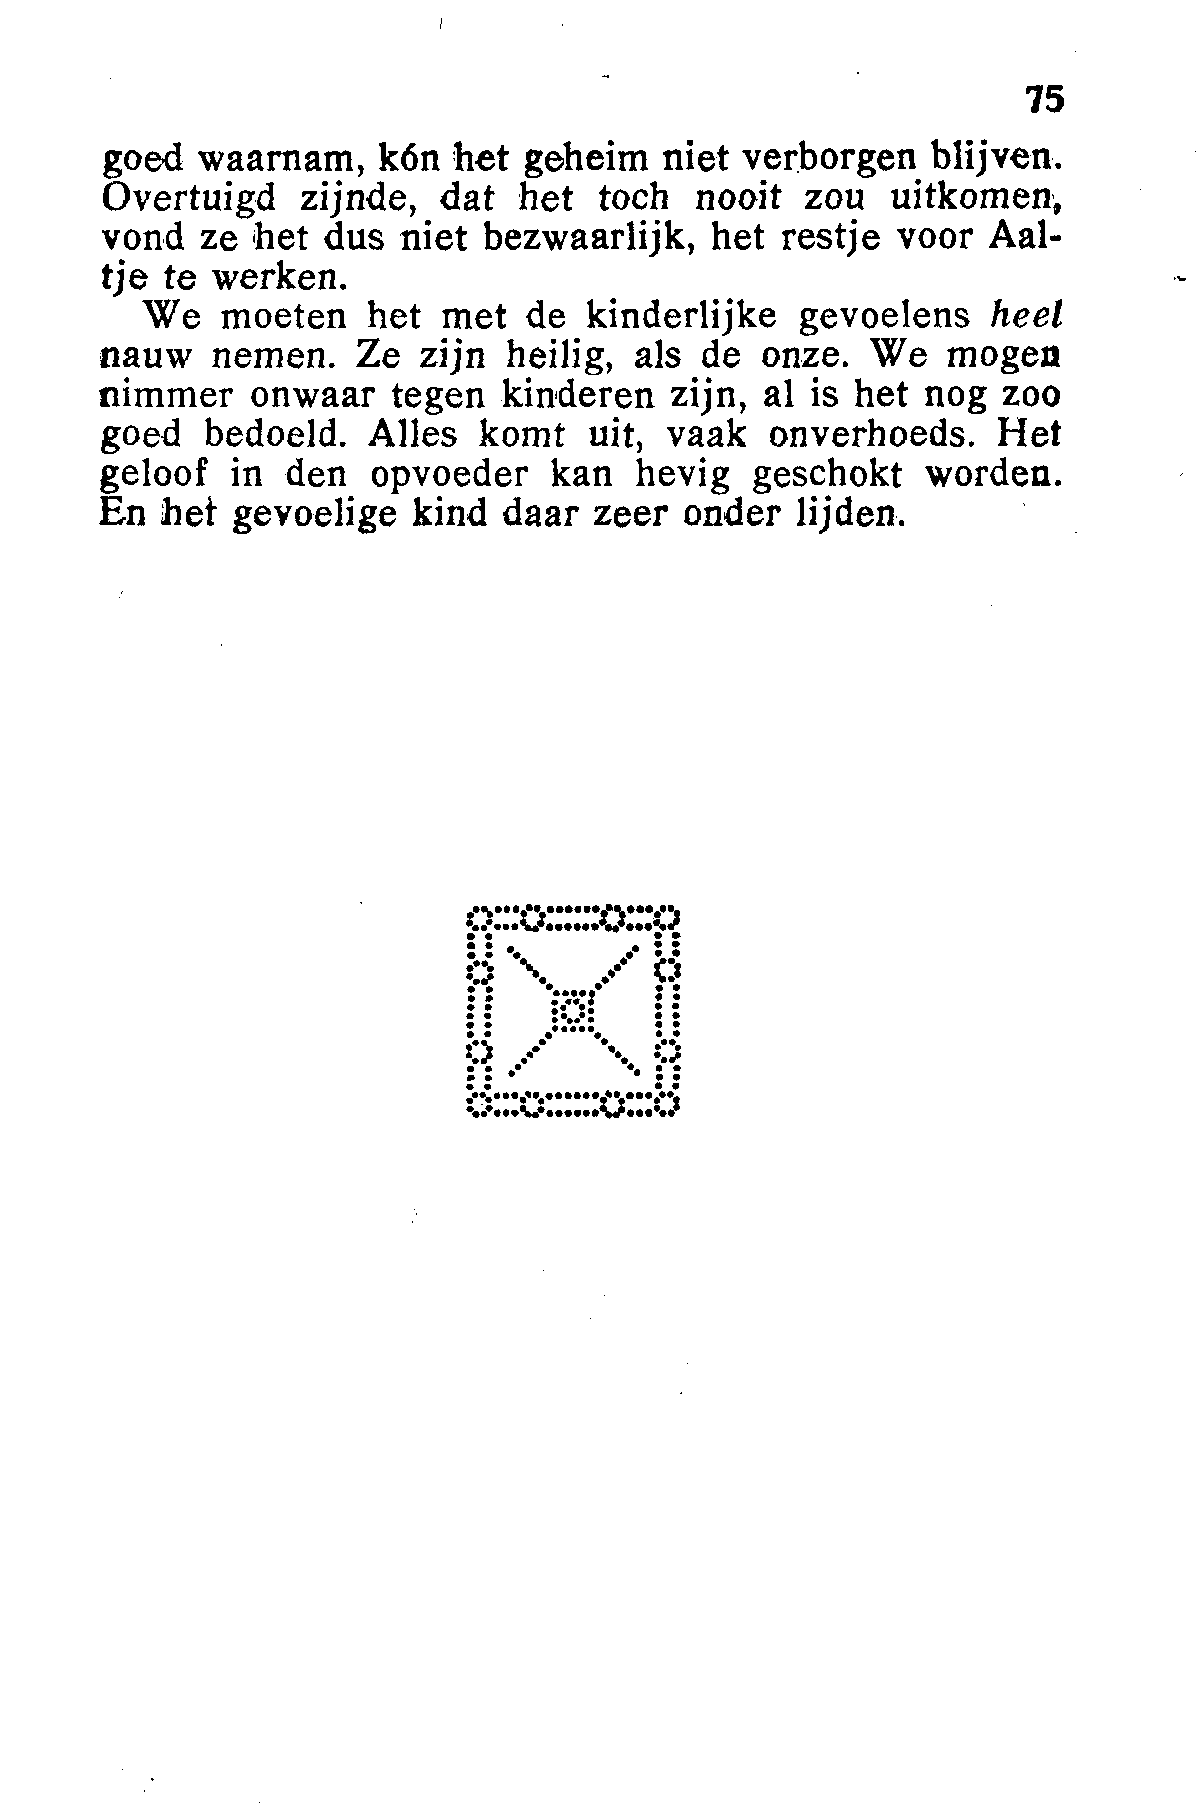 75
goed waarnam, kón het geheim niet verborgen blijven.
Overtuigd zijnde, dat het toch nooit zou uitkomen,
vond ze het dus niet bezwaarlijk, het restje voor Aal-
tje te werken.
We moeten het met de kinderlijke gevoelens heel
nauw nemen. Ze zijn heilig, als de onze. We mogen
nimmer onwaar tegen kinderen zijn, al is het nog zoo
goed bedoeld. Alles komt uit, vaak onverhoeds. Het
geloof in den opvoeder kan hevig geschokt worden.
En het gevoelige kind daar zeer onder lijden.